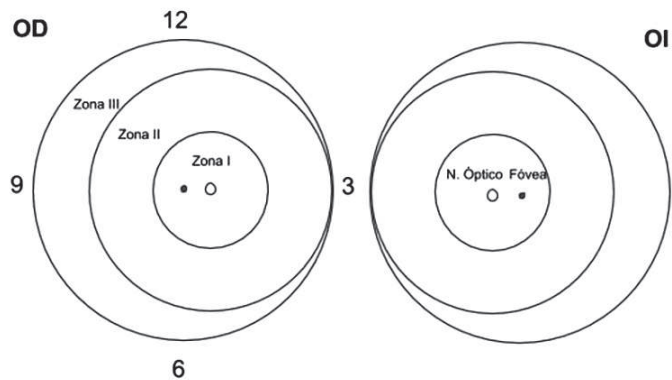 OD
12
OI
Zona III
Zona II
Zona I
N. Óptico Fóvea
9
3
6